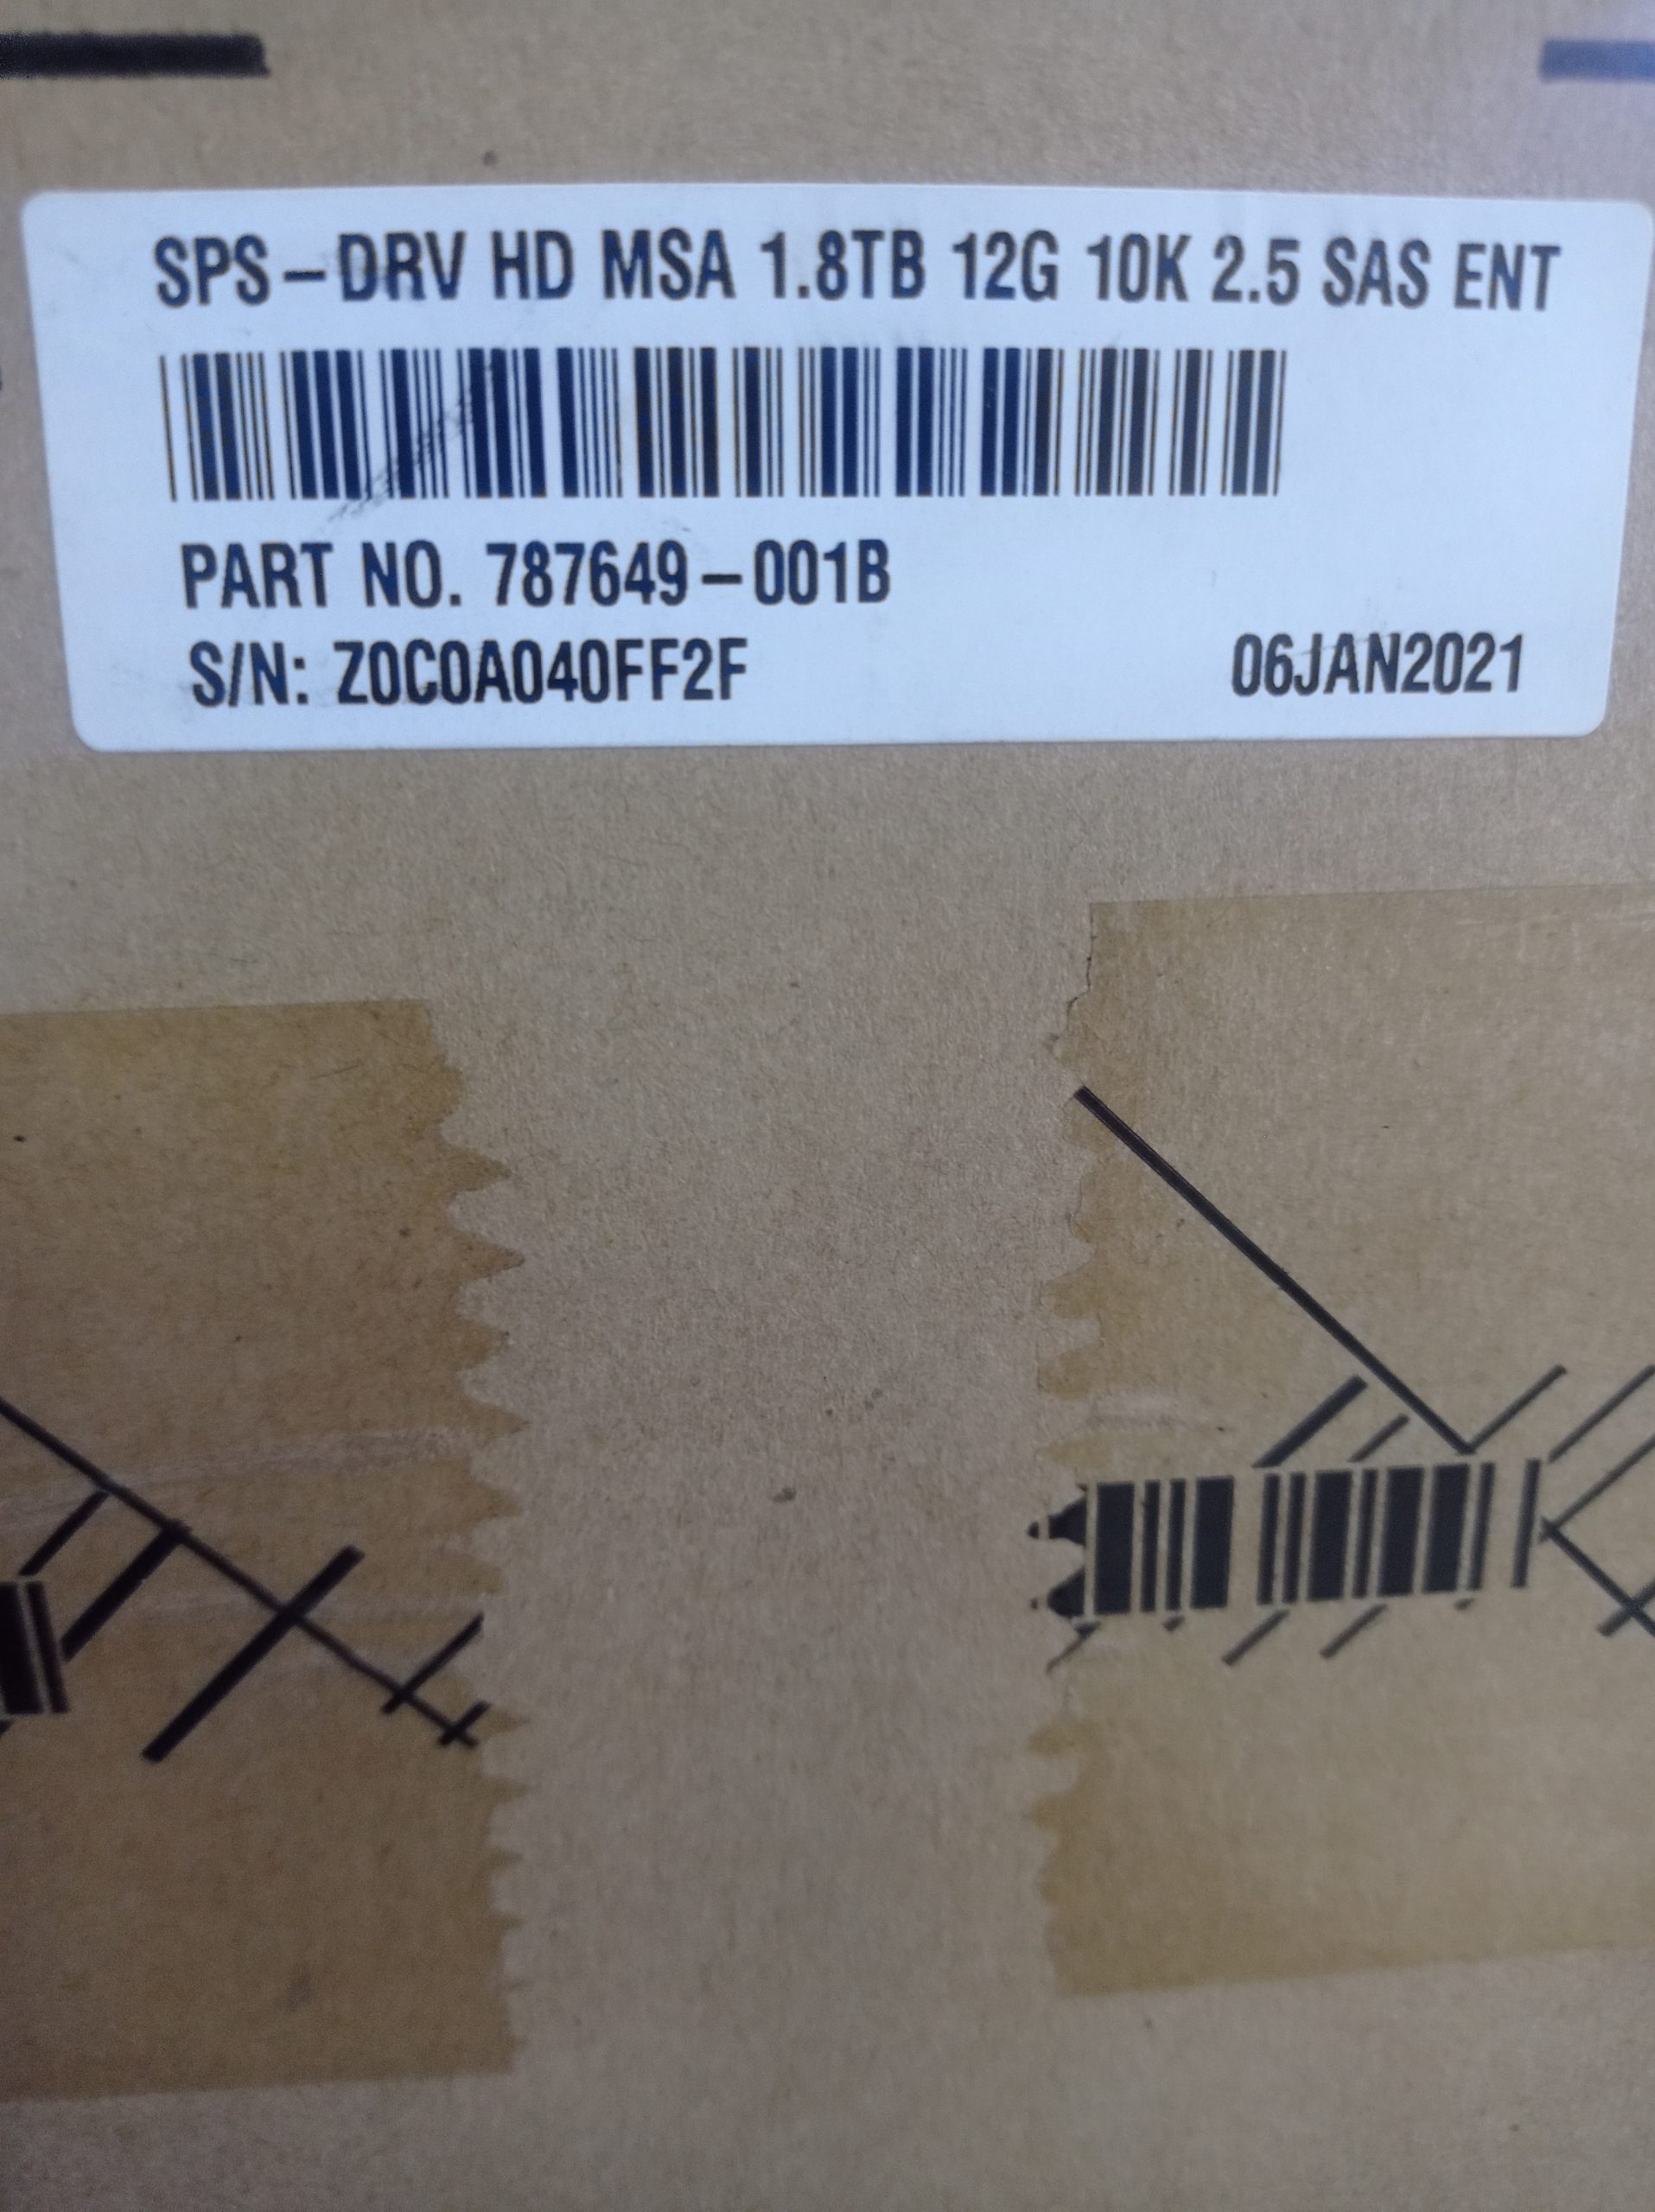 SPS-DRV HD MSA 1.8TB 12G 10K 2.5 SAS ENT
PART NO. 787649-001B
S/N: Z0C0A040FF2F
06JAN2021